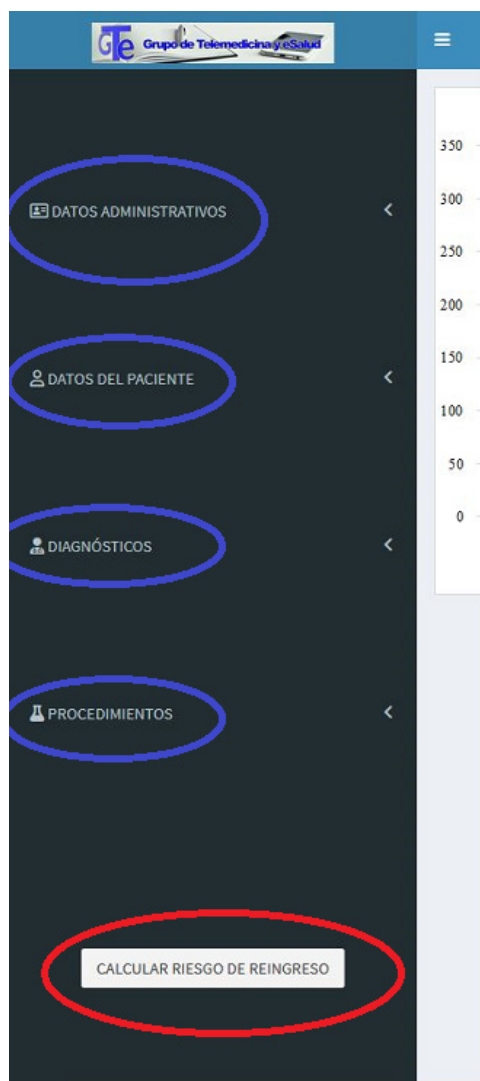 GTe Grupo de Telemedicina y eSalud
DATOS ADMINISTRATIVOS
DATOS DEL PACIENTE
DIAGNÓSTICOS
PROCEDIMIENTOS
CALCULAR RIESGO DE REINGRESO
350
300
250
200
150
100
50
0